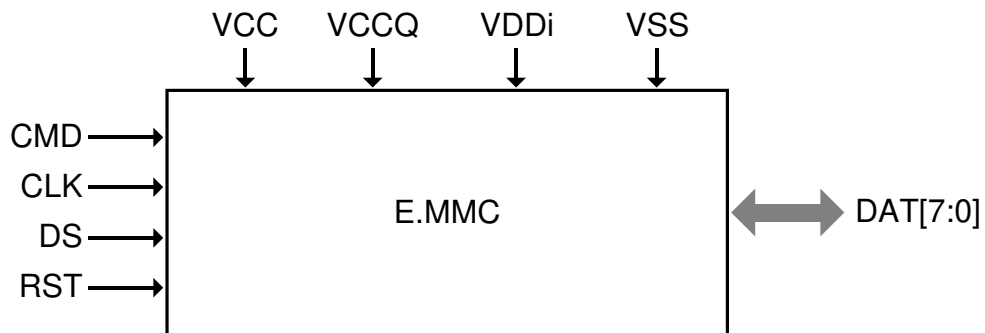 VCC VCCQ VDDi VSS
CMD
CLK
DS
RST
E.MMC
DAT[7:0]